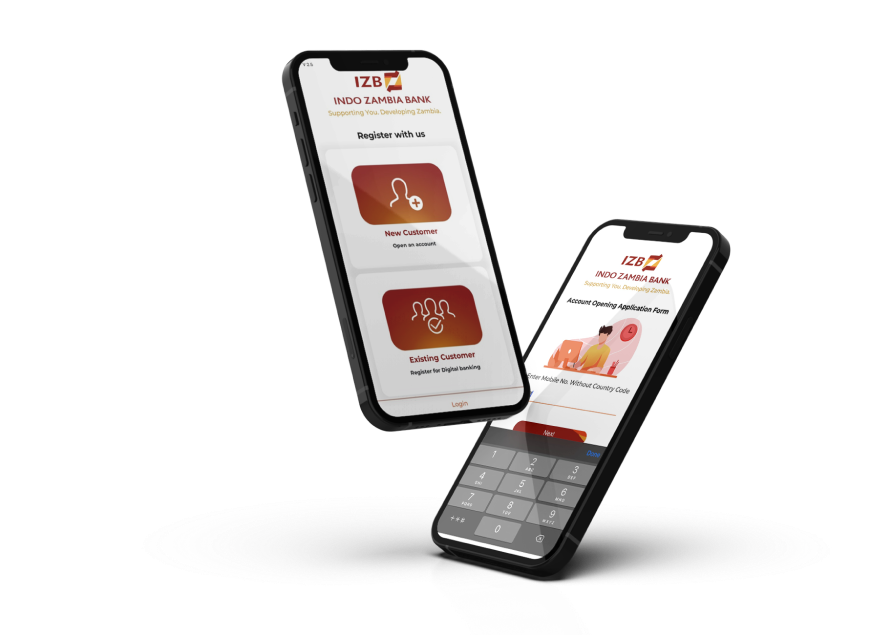 IZB
INDO ZAMBIA BANK
Supporting You. Developing Zambia.
Register with us
New Customer
Open an account
Existing Customer
Register for Digital banking
Login
IZB
INDO ZAMBIA BANK
Supporting You. Developing Zambia.
Account Opening Application Form
Enter Mobile No. Without Country Code
Next
Done
1 2 3
ABC DEF
4 5 6
GHI JKL MNO
7 8 9
PQRS TUV WXYZ
+*# 0